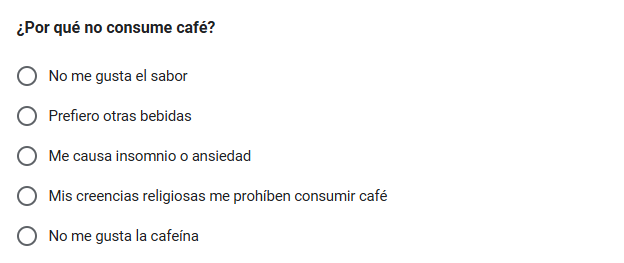 ¿Por qué no consume café?
No me gusta el sabor
Prefiero otras bebidas
Me causa insomnio o ansiedad
Mis creencias religiosas me prohíben consumir café
No me gusta la cafeína